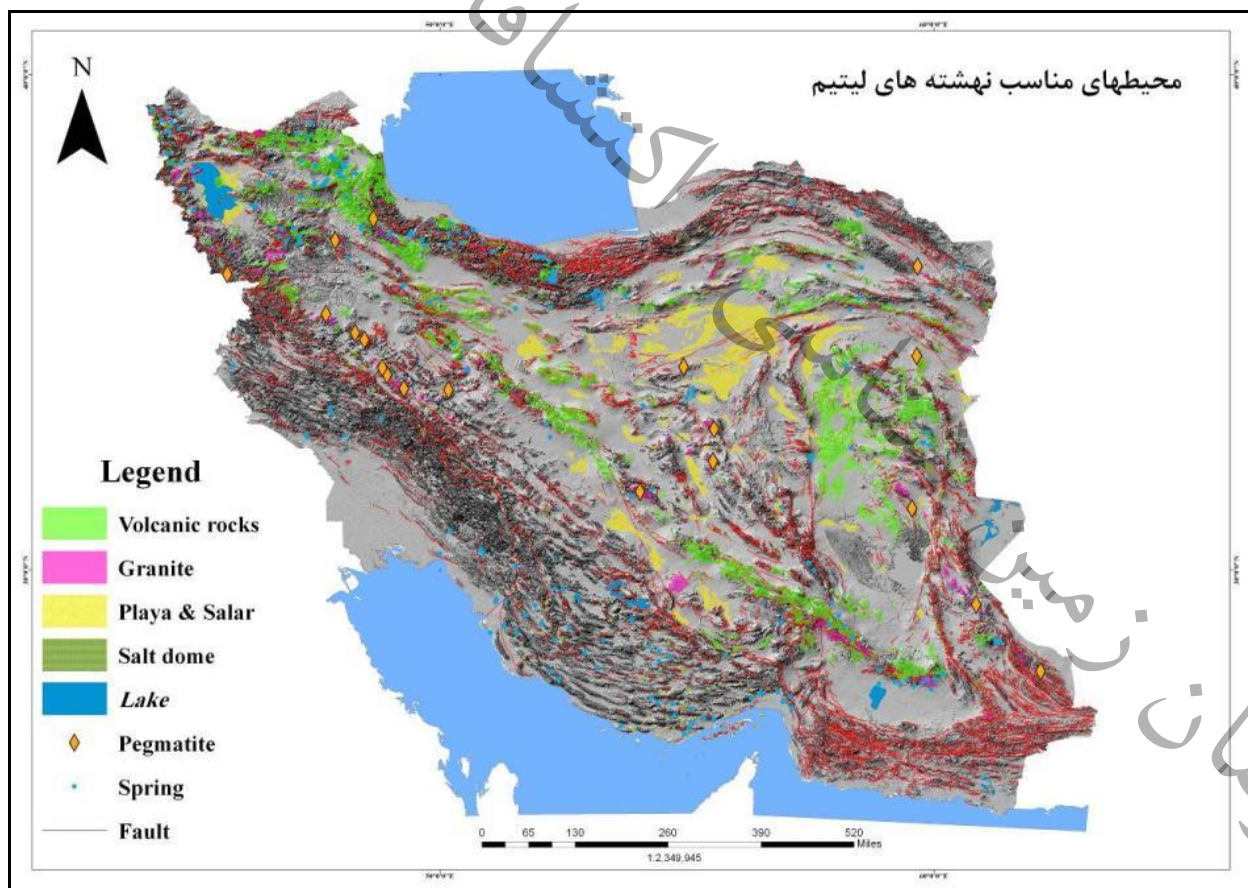 محیطهای مناسب نهشته های لیتیم
N
Legend
Volcanic rocks
Granite
Playa & Salar
Salt dome
Lake
Pegmatite
Spring
Fault
0 65 130 260 390 520
Miles
1:2,349,945